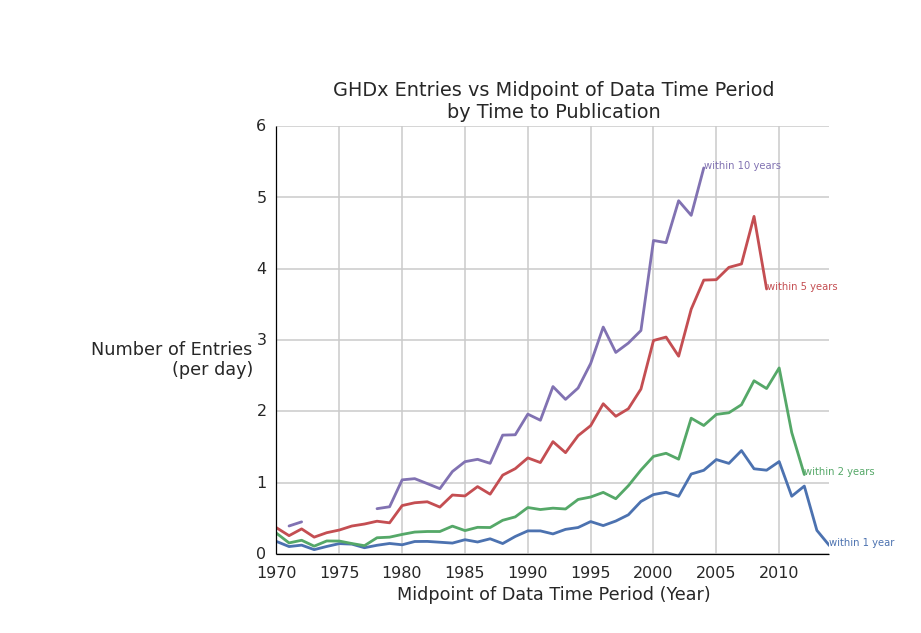 GHDx Entries vs Midpoint of Data Time Period
by Time to Publication
6
within 10 years
5
4
within 5 years
3
Number of Entries
(per day)
2
within 2 years
1
within 1 year
0
1970 1975 1980 1985 1990 1995 2000 2005 2010
Midpoint of Data Time Period (Year)